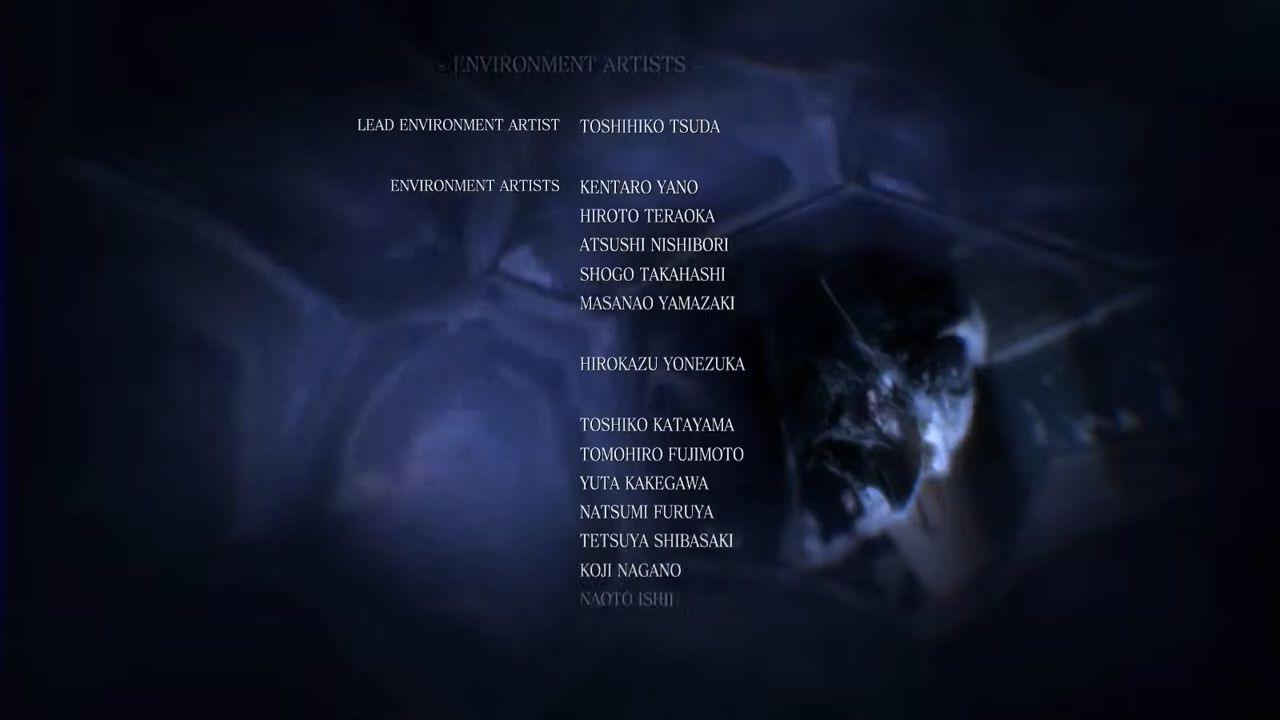 - ENVIRONMENT ARTISTS -
LEAD ENVIRONMENT ARTIST TOSHIHIKO TSUDA
ENVIRONMENT ARTISTS KENTARO YANO
HIROTO TERAOKA
ATSUSHI NISHIBORI
SHOGO TAKAHASHI
MASANAO YAMAZAKI
HIROKAZU YONEZUKA
TOSHIKO KATAYAMA
TOMOHIRO FUJIMOTO
YUTA KAKEGAWA
NATSUMI FURUYA
TETSUYA SHIBASAKI
KOJI NAGANO
NAOTO ISHII